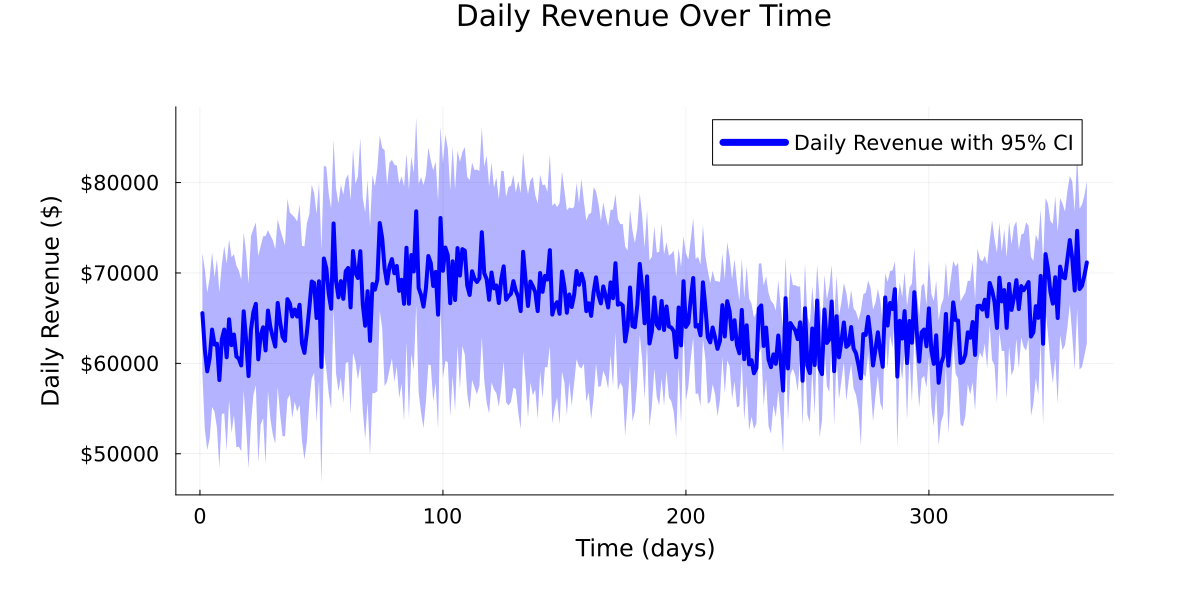 Daily Revenue Over Time
Daily Revenue with 95% CI
Daily Revenue ($)
$80000
$70000
$60000
$50000
0 100 200 300
Time (days)